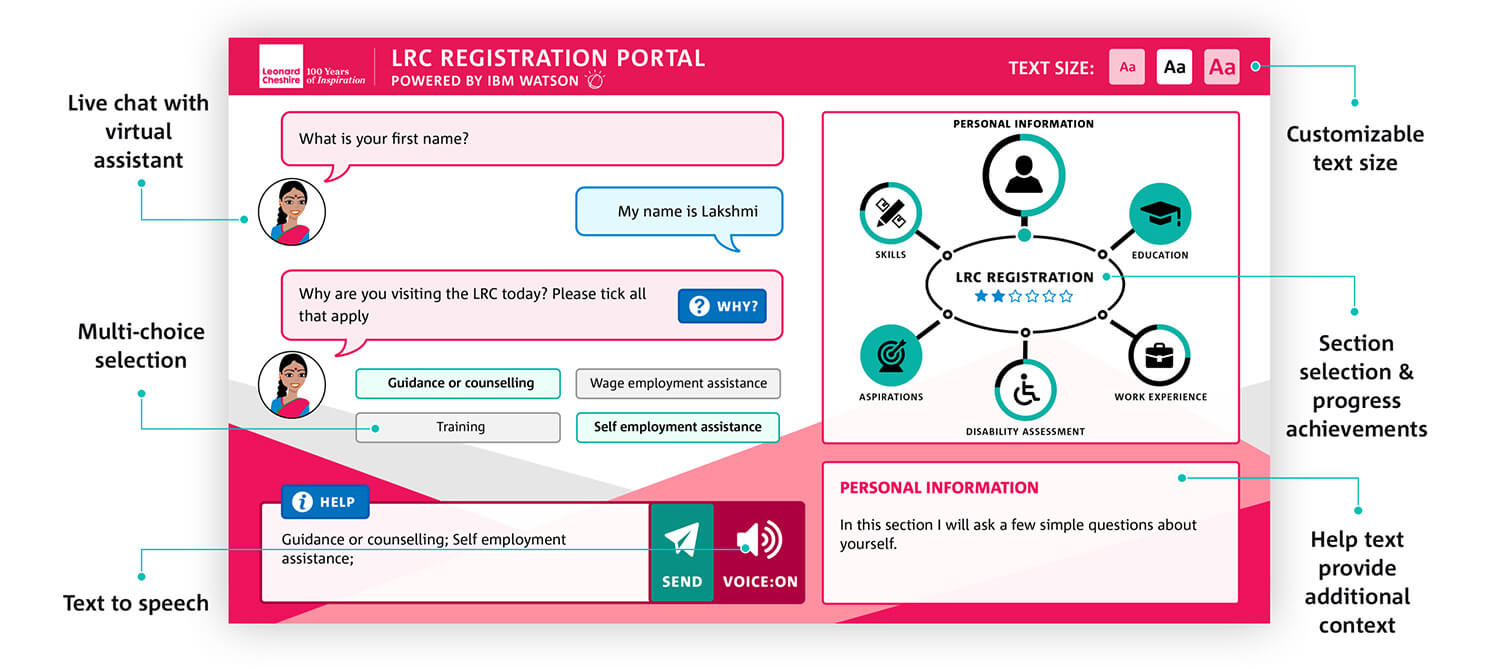 Leonard
Cheshire
100 Years
of Inspiration
LRC REGISTRATION PORTAL
POWERED BY IBM WATSON
TEXT SIZE:
Aa
Aa
Aa
Live chat with
virtual
assistant
What is your first name?
My name is Lakshmi
Why are you visiting the LRC today? Please tick all
that apply
? WHY?
Multi-choice
selection
Guidance or counselling
Wage employment assistance
Training
Self employment assistance
i HELP
Guidance or counselling; Self employment
assistance;
SEND
VOICE:ON
Text to speech
PERSONAL INFORMATION
SKILLS
EDUCATION
LRC REGISTRATION
ASPIRATIONS
WORK EXPERIENCE
DISABILITY ASSESSMENT
PERSONAL INFORMATION
In this section I will ask a few simple questions about
yourself.
Customizable
text size
Section
selection &
progress
achievements
Help text
provide
additional
context